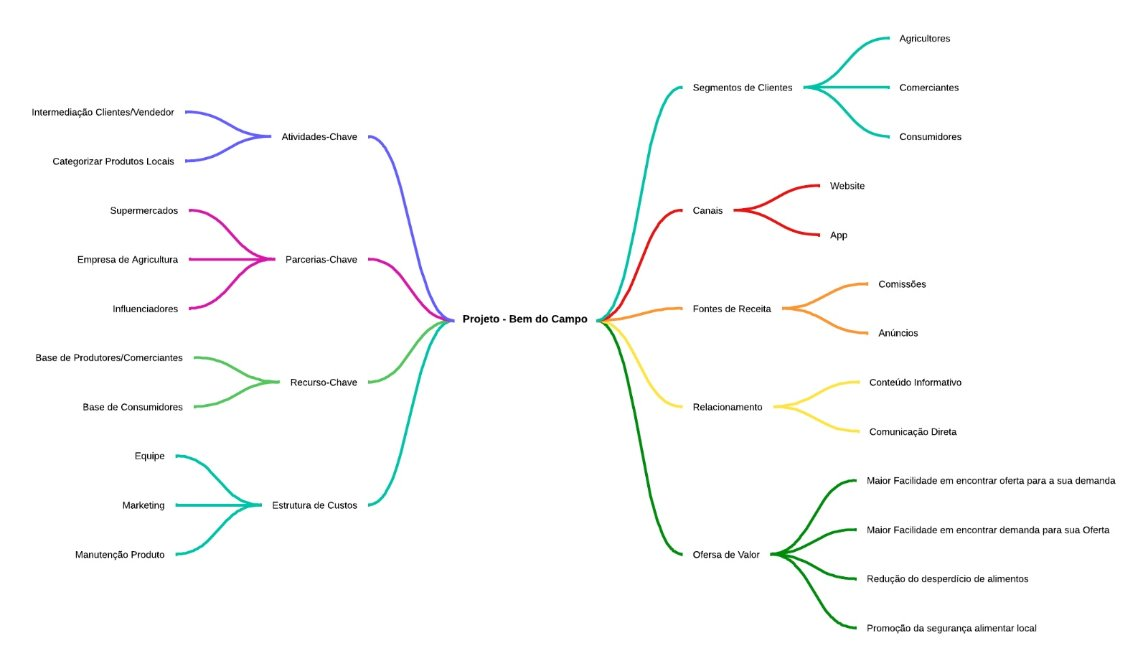 Projeto - Bem do Campo
Atividades-Chave
Intermediação Clientes/Vendedor
Categorizar Produtos Locais
Parcerias-Chave
Supermercados
Empresa de Agricultura
Influenciadores
Recurso-Chave
Base de Produtores/Comerciantes
Base de Consumidores
Estrutura de Custos
Equipe
Marketing
Manutenção Produto
Segmentos de Clientes
Agricultores
Comerciantes
Consumidores
Canais
Website
App
Fontes de Receita
Comissões
Anúncios
Relacionamento
Conteúdo Informativo
Comunicação Direta
Ofersa de Valor
Maior Facilidade em encontrar oferta para a sua demanda
Maior Facilidade em encontrar demanda para sua Oferta
Redução do desperdício de alimentos
Promoção da segurança alimentar local